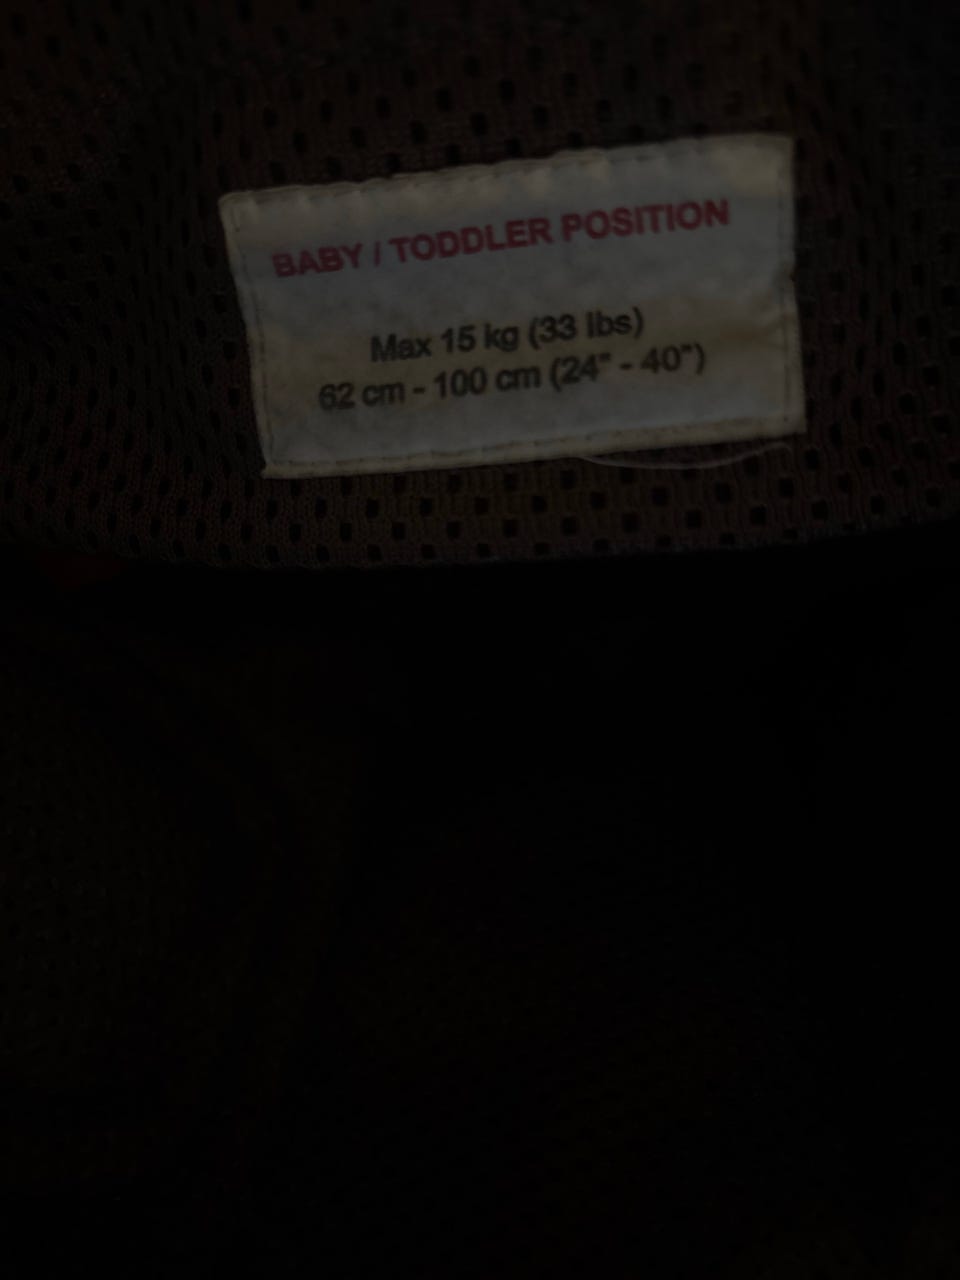 BABY / TODDLER POSITION
Max 15 kg (33 lbs)
62 cm - 100 cm (24" - 40")